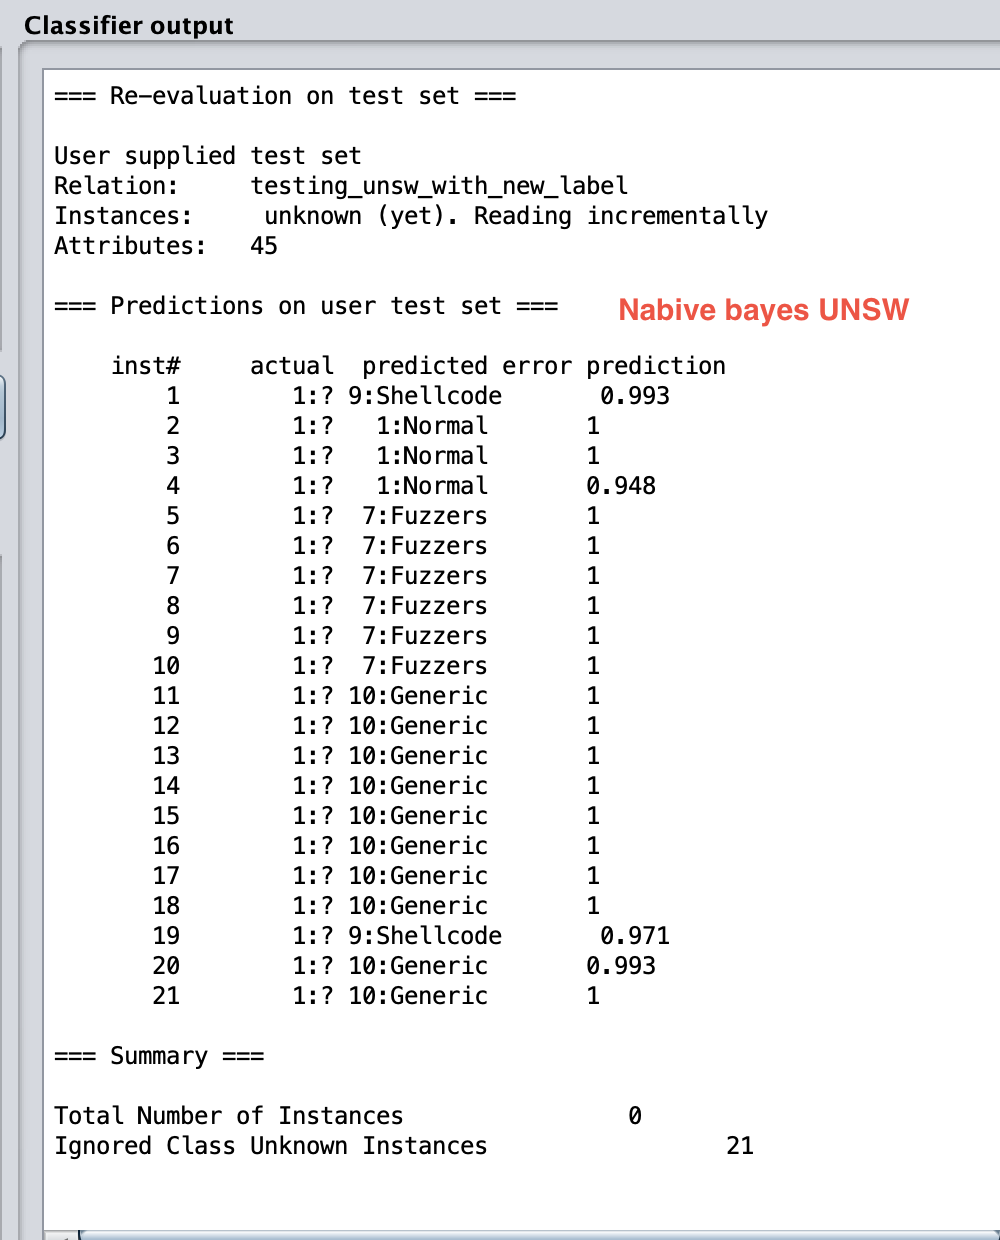 Classifier output
=== Re-evaluation on test set ===
User supplied test set
Relation:     testing_unsw_with_new_label
Instances:     unknown (yet). Reading incrementally
Attributes:   45
=== Predictions on user test set ===
Nabive bayes UNSW
inst#     actual  predicted error prediction
1        1:? 9:Shellcode       0.993
2        1:?   1:Normal       1
3        1:?   1:Normal       1
4        1:?   1:Normal       0.948
5        1:?  7:Fuzzers       1
6        1:?  7:Fuzzers       1
7        1:?  7:Fuzzers       1
8        1:?  7:Fuzzers       1
9        1:?  7:Fuzzers       1
10        1:?  7:Fuzzers       1
11        1:? 10:Generic       1
12        1:? 10:Generic       1
13        1:? 10:Generic       1
14        1:? 10:Generic       1
15        1:? 10:Generic       1
16        1:? 10:Generic       1
17        1:? 10:Generic       1
18        1:? 10:Generic       1
19        1:? 9:Shellcode       0.971
20        1:? 10:Generic       0.993
21        1:? 10:Generic       1
=== Summary ===
Total Number of Instances                0
Ignored Class Unknown Instances                 21